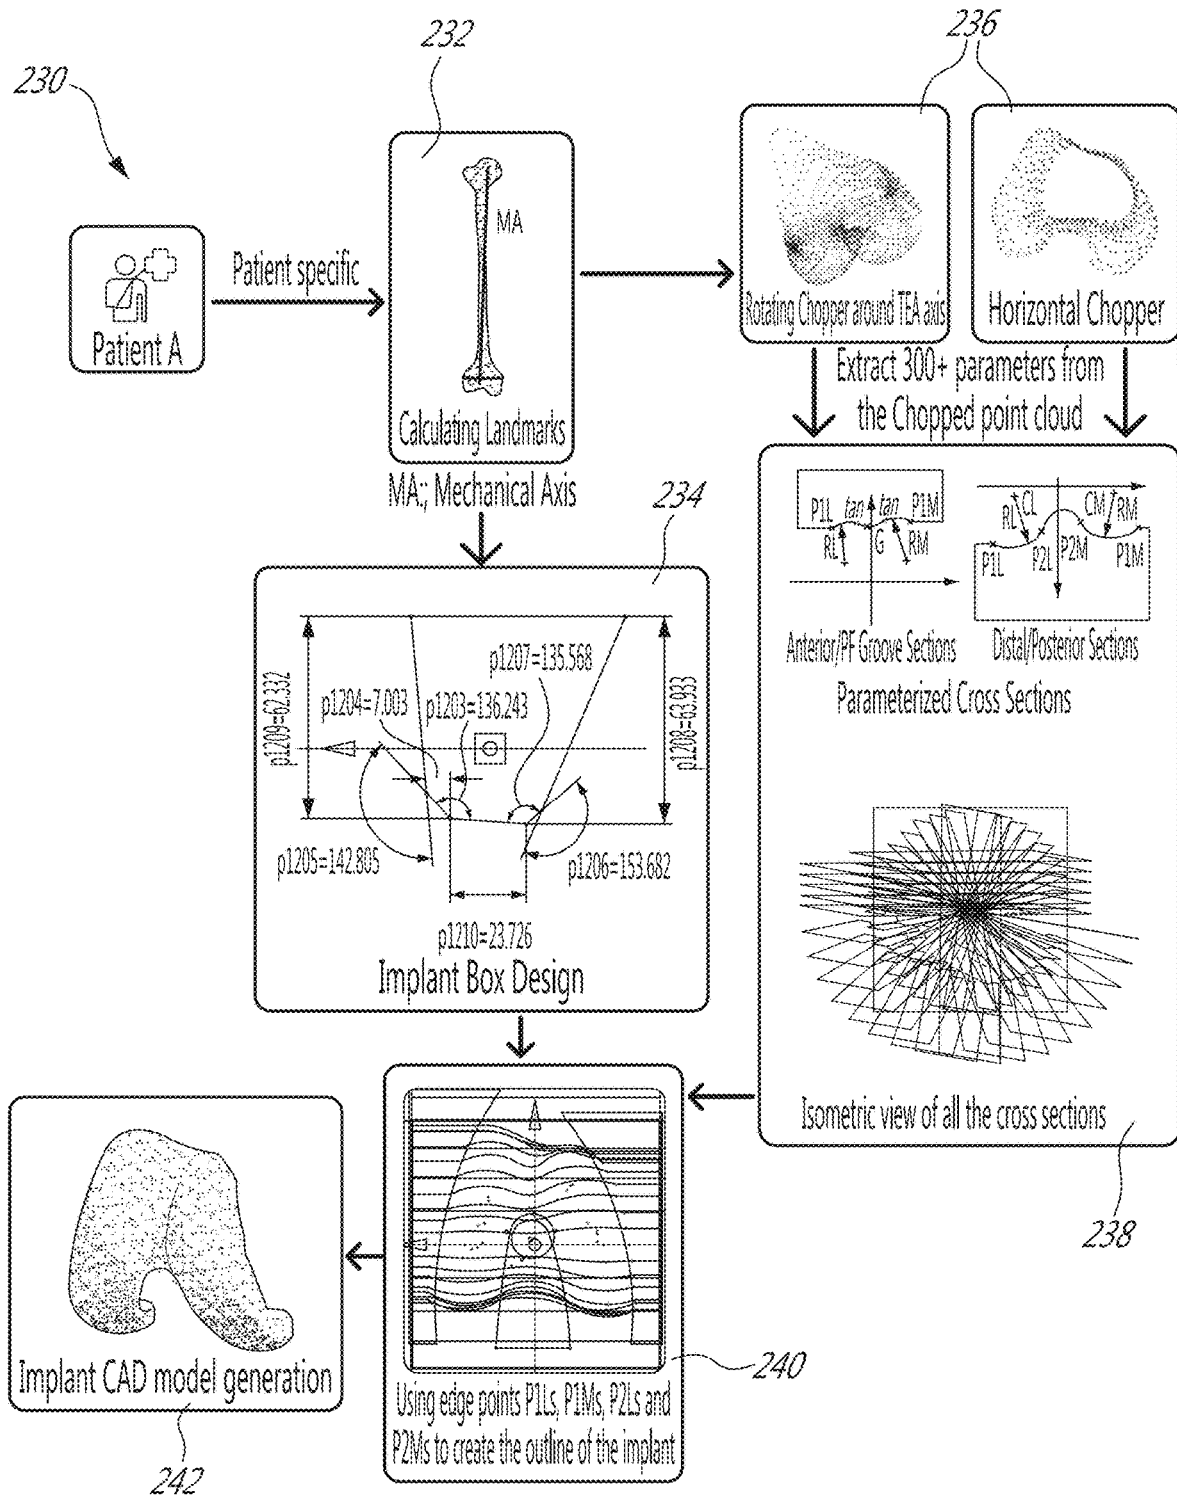 230
232
236
Patient A
Patient specific
MA
Calculating Landmarks
MA:; Mechanical Axis
Rotating Chopper around TEA axis
Horizontal Chopper
Extract 300+ parameters from
the Chopped point cloud
234
p1209=62.332
p1204=7.003
p1203=136.243
p1207=135.568
p1208=63.933
p1205=142.805
p1206=153.682
p1210=23.726
Implant Box Design
P1L tan tan P1M
RL G RM
Anterior/PF Groove Sections
RL CL CM RM
P1L P2L P2M P1M
Distal/Posterior Sections
Parameterized Cross Sections
Isometric view of all the cross sections
238
240
Using edge points P1Ls, P1Ms, P2Ls and
P2Ms to create the outline of the implant
Implant CAD model generation
242